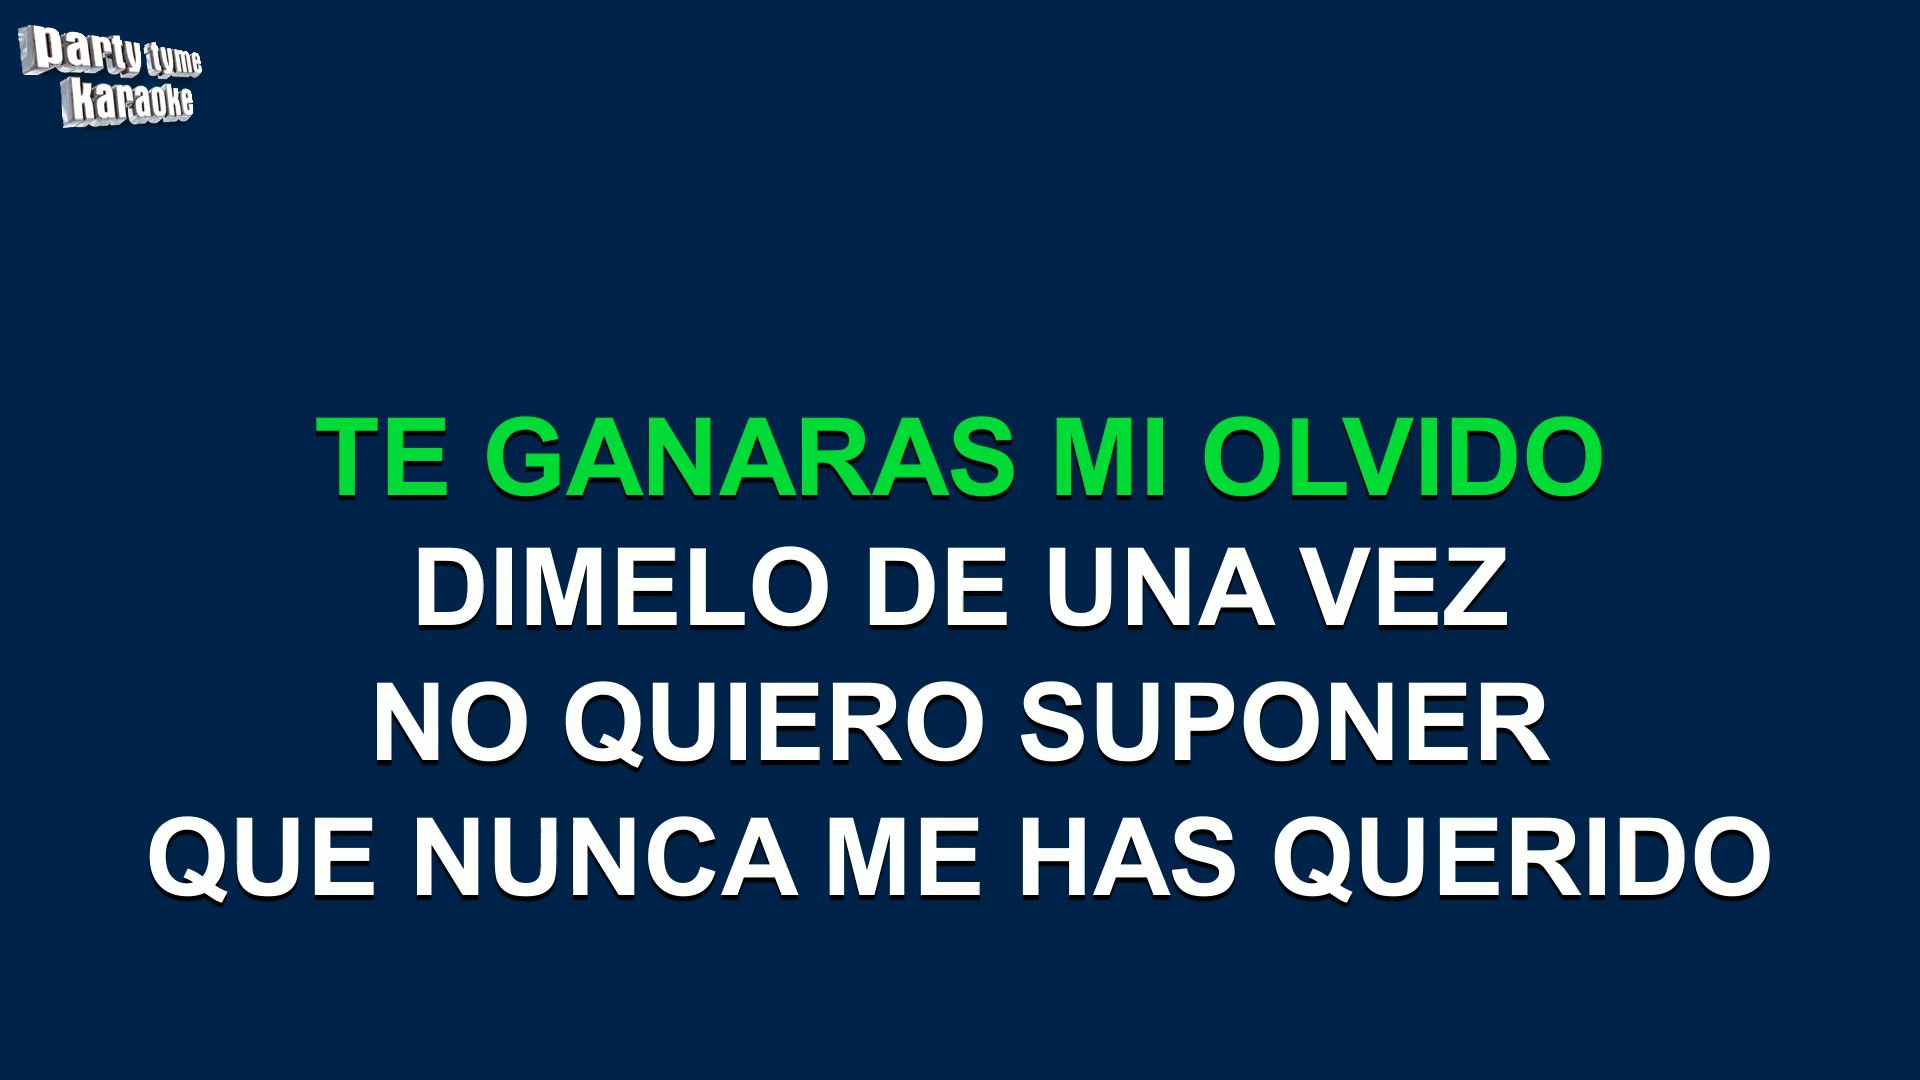 party tyme
karaoke
TE GANARAS MI OLVIDO
DIMELO DE UNA VEZ
NO QUIERO SUPONER
QUE NUNCA ME HAS QUERIDO